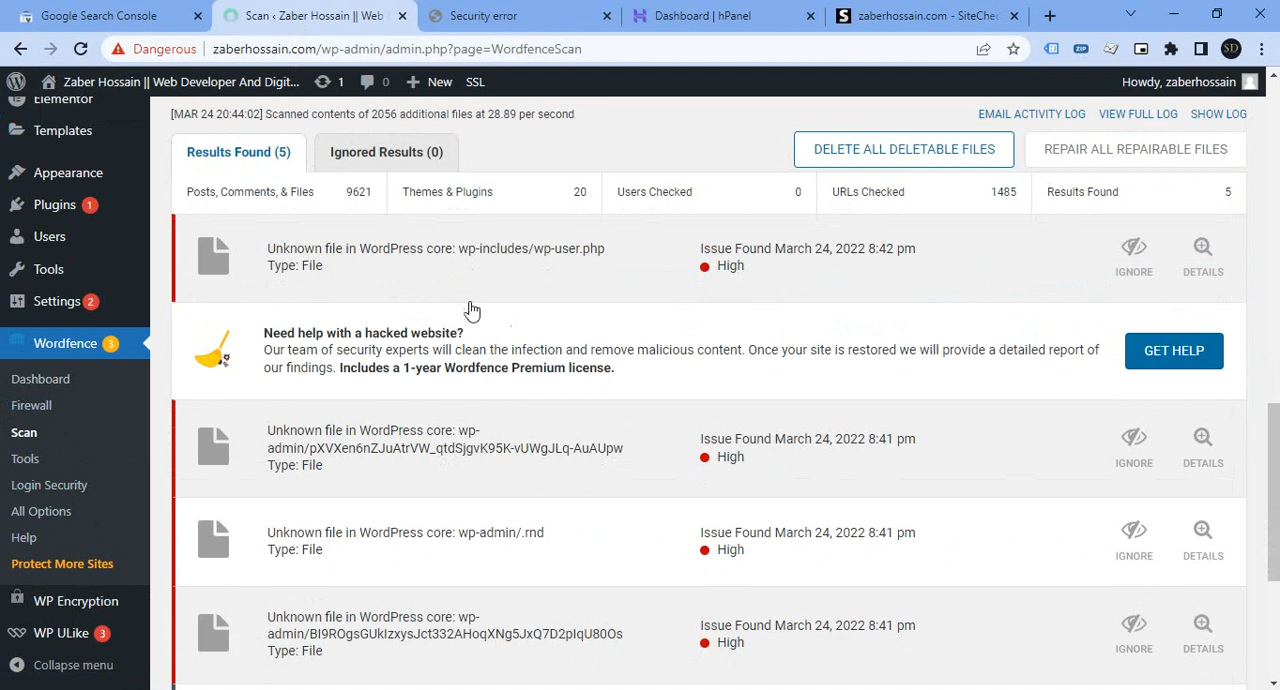 Google Search Console
Scan ‹ Zaber Hossain || Web
Security error
Dashboard | hPanel
zaberhossain.com - SiteChec
Dangerous
zaberhossain.com/wp-admin/admin.php?page=WordfenceScan
ZIP
SD
Zaber Hossain || Web Developer And Digit...
1
0
New
SSL
Howdy, zaberhossain
Elementor
Templates
Appearance
Plugins 1
Users
Tools
Settings 2
Wordfence 3
Dashboard
Firewall
Scan
Tools
Login Security
All Options
Help
Protect More Sites
WP Encryption
WP ULike 3
Collapse menu
[MAR 24 20:44:02] Scanned contents of 2056 additional files at 28.89 per second
EMAIL ACTIVITY LOG
VIEW FULL LOG
SHOW LOG
Results Found (5)
Ignored Results (0)
DELETE ALL DELETABLE FILES
REPAIR ALL REPAIRABLE FILES
Posts, Comments, & Files 9621
Themes & Plugins 20
Users Checked 0
URLs Checked 1485
Results Found 5
Unknown file in WordPress core: wp-includes/wp-user.php
Type: File
Issue Found March 24, 2022 8:42 pm
High
IGNORE
DETAILS
Need help with a hacked website?
Our team of security experts will clean the infection and remove malicious content. Once your site is restored we will provide a detailed report of
our findings. Includes a 1-year Wordfence Premium license.
GET HELP
Unknown file in WordPress core: wp-
admin/pXVXen6nZJuAtrVW_qtdSjgvK95K-vUWgJLq-AuAUpw
Type: File
Issue Found March 24, 2022 8:41 pm
High
IGNORE
DETAILS
Unknown file in WordPress core: wp-admin/.rnd
Type: File
Issue Found March 24, 2022 8:41 pm
High
IGNORE
DETAILS
Unknown file in WordPress core: wp-
admin/BI9ROgsGUkIzxysJct332AHoqXNg5JxQ7D2pIqU80Os
Type: File
Issue Found March 24, 2022 8:41 pm
High
IGNORE
DETAILS